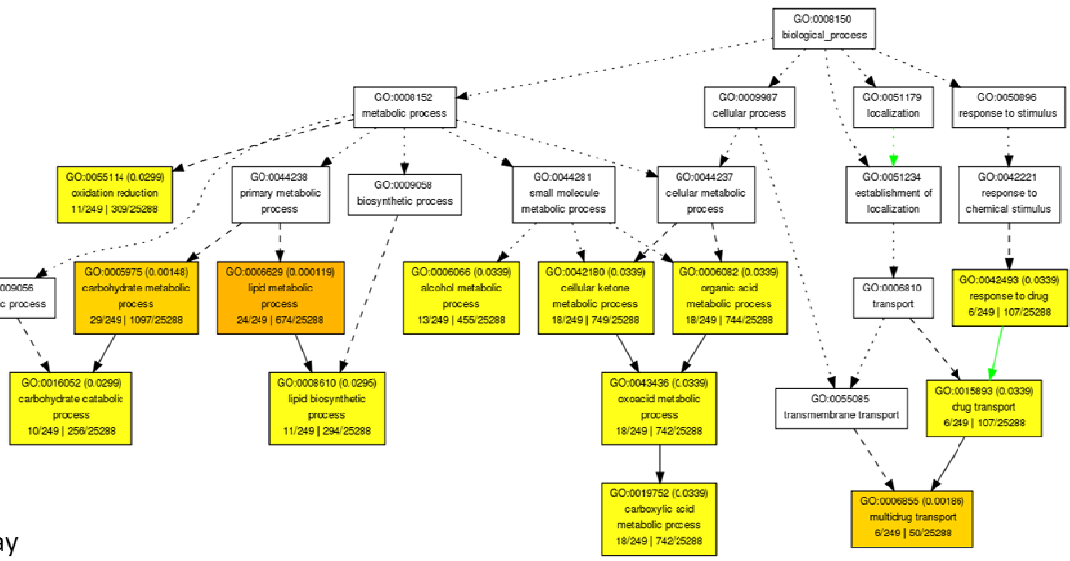 GO:0008150
biological_process
GO:0008152
metabolic process
GO:0009987
cellular process
GO:0051179
localization
GO:0050896
response to stimulus
GO:0055114 (0.0299)
oxidation reduction
11/249 | 309/25288
GO:0044238
primary metabolic
process
GO:0009058
biosynthetic process
GO:0044281
small molecule
metabolic process
GO:0044237
cellular metabolic
process
GO:0051234
establishment of
localization
GO:0042221
response to
chemical stimulus
009056
c process
GO:0005975 (0.00148)
carbohydrate metabolic
process
29/249 | 1097/25288
GO:0006629 (0.000119)
lipid metabolic
process
24/249 | 674/25288
GO:0006066 (0.0339)
alcohol metabolic
process
13/249 | 455/25288
GO:0042180 (0.0339)
cellular ketone
metabolic process
18/249 | 749/25288
GO:0006082 (0.0339)
organic acid
metabolic process
18/249 | 744/25288
GO:0006810
transport
GO:0042493 (0.0339)
response to drug
6/249 | 107/25288
GO:0016052 (0.0299)
carbohydrate catabolic
process
10/249 | 256/25288
GO:0008610 (0.0295)
lipid biosynthetic
process
11/249 | 294/25288
GO:0043436 (0.0339)
oxoacid metabolic
process
18/249 | 742/25288
GO:0055085
transmembrane transport
GO:0015893 (0.0339)
drug transport
6/249 | 107/25288
GO:0019752 (0.0339)
carboxylic acid
metabolic process
18/249 | 742/25288
GO:0006855 (0.00186)
multidrug transport
6/249 | 50/25288
ay